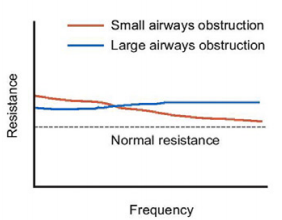 Small airways obstruction
Large airways obstruction
Resistance
Normal resistance
Frequency